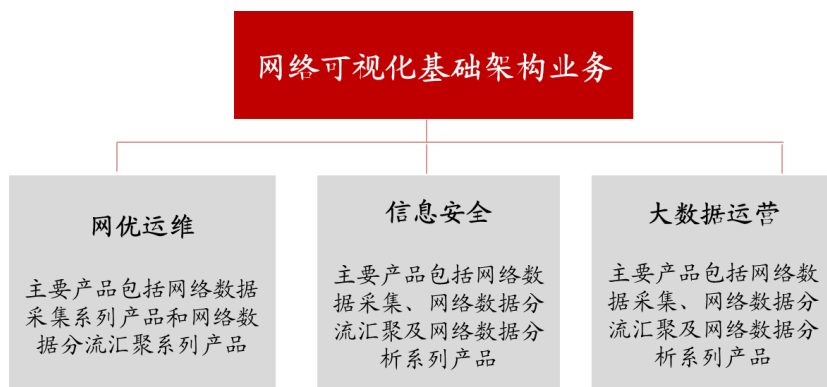 网络可视化基础架构业务
网优运维
主要产品包括网络数据
采集系列产品和网络数
据分流汇聚系列产品
信息安全
主要产品包括网络数
据采集、网络数据分
流汇聚及网络数据分
析系列产品
大数据运营
主要产品包括网络数
据采集、网络数据分
流汇聚及网络数据分
析系列产品